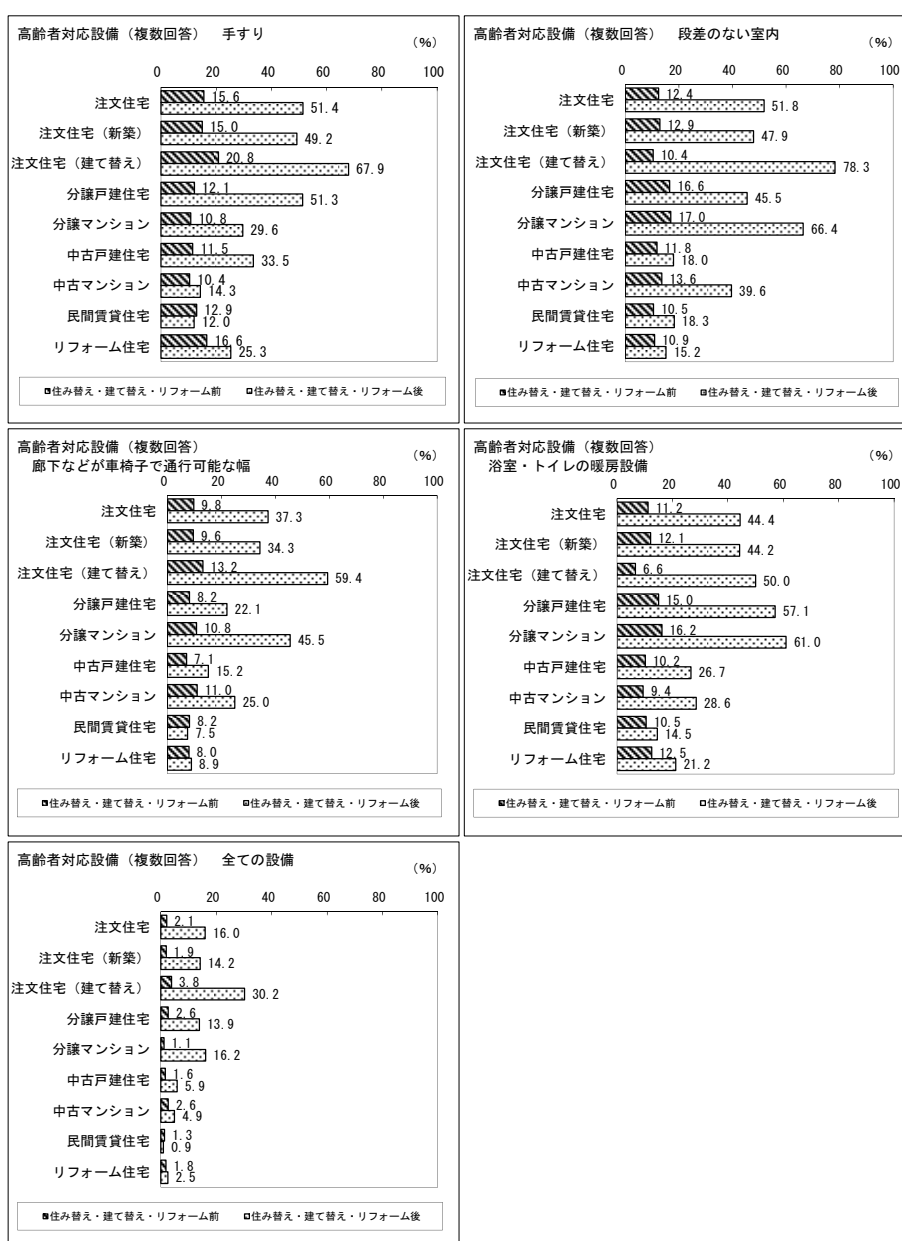 高齢者対応設備（複数回答）　手すり
（%）
0 20 40 60 80 100
注文住宅 15.6 51.4
注文住宅（新築） 15.0 49.2
注文住宅（建て替え） 20.8 67.9
分譲戸建住宅 12.1 51.3
分譲マンション 10.8 29.6
中古戸建住宅 11.5 33.5
中古マンション 10.4 14.3
民間賃貸住宅 12.9 12.0
リフォーム住宅 16.6 25.3
住み替え・建て替え・リフォーム前 住み替え・建て替え・リフォーム後
高齢者対応設備（複数回答）　段差のない室内
（%）
0 20 40 60 80 100
注文住宅 12.4 51.8
注文住宅（新築） 12.9 47.9
注文住宅（建て替え） 10.4 78.3
分譲戸建住宅 16.6 45.5
分譲マンション 17.0 66.4
中古戸建住宅 11.8 18.0
中古マンション 13.6 39.6
民間賃貸住宅 10.5 18.3
リフォーム住宅 10.9 15.2
住み替え・建て替え・リフォーム前 住み替え・建て替え・リフォーム後
高齢者対応設備（複数回答）
廊下などが車椅子で通行可能な幅
（%）
0 20 40 60 80 100
注文住宅 9.8 37.3
注文住宅（新築） 9.6 34.3
注文住宅（建て替え） 13.2 59.4
分譲戸建住宅 8.2 22.1
分譲マンション 10.8 45.5
中古戸建住宅 7.1 15.2
中古マンション 11.0 25.0
民間賃貸住宅 8.2 7.5
リフォーム住宅 8.0 8.9
住み替え・建て替え・リフォーム前 住み替え・建て替え・リフォーム後
高齢者対応設備（複数回答）
浴室・トイレの暖房設備
（%）
0 20 40 60 80 100
注文住宅 11.2 44.4
注文住宅（新築） 12.1 44.2
注文住宅（建て替え） 6.6 50.0
分譲戸建住宅 15.0 57.1
分譲マンション 16.2 61.0
中古戸建住宅 10.2 26.7
中古マンション 9.4 28.6
民間賃貸住宅 10.5 14.5
リフォーム住宅 12.5 21.2
住み替え・建て替え・リフォーム前 住み替え・建て替え・リフォーム後
高齢者対応設備（複数回答）　全ての設備
（%）
0 20 40 60 80 100
注文住宅 2.1 16.0
注文住宅（新築） 1.9 14.2
注文住宅（建て替え） 3.8 30.2
分譲戸建住宅 2.6 13.9
分譲マンション 1.1 16.2
中古戸建住宅 1.6 5.9
中古マンション 2.6 4.9
民間賃貸住宅 1.3 0.9
リフォーム住宅 1.8 2.5
住み替え・建て替え・リフォーム前 住み替え・建て替え・リフォーム後